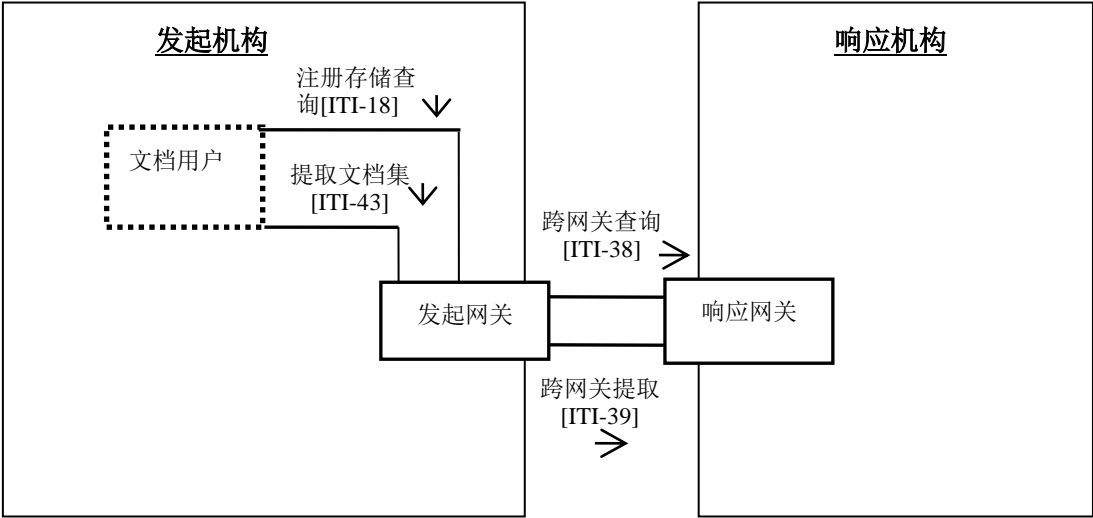 发起机构
响应机构
注册存储查
询[ITI-18]
文档用户
提取文档集
[ITI-43]
跨网关查询
[ITI-38]
发起网关
响应网关
跨网关提取
[ITI-39]